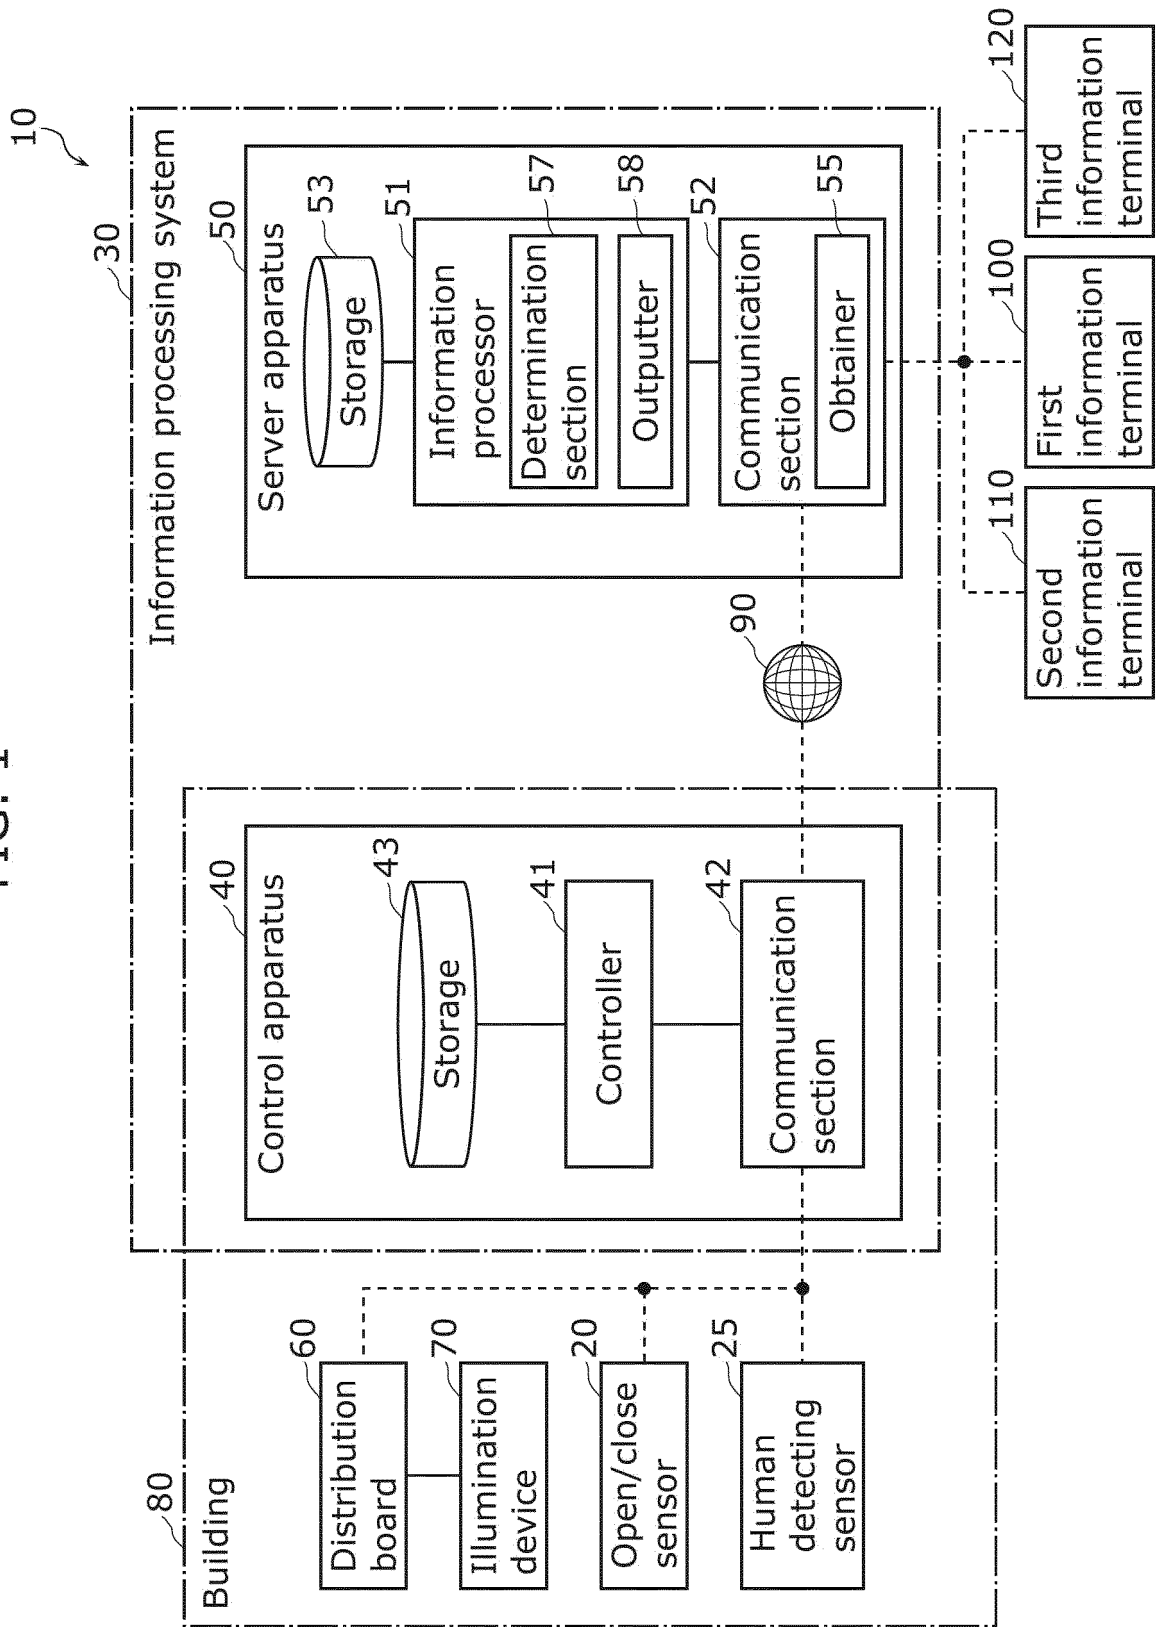 FIG. 1
10
80
Building
60
Distribution
board
70
Illumination
device
20
Open/close
sensor
25
Human
detecting
sensor
30
Information processing system
40
Control apparatus
43
Storage
41
Controller
42
Communication
section
90
50
Server apparatus
53
Storage
51
Information
processor
57
Determination
section
58
Outputter
52
Communication
section
55
Obtainer
110
Second
information
terminal
100
First
information
terminal
120
Third
information
terminal